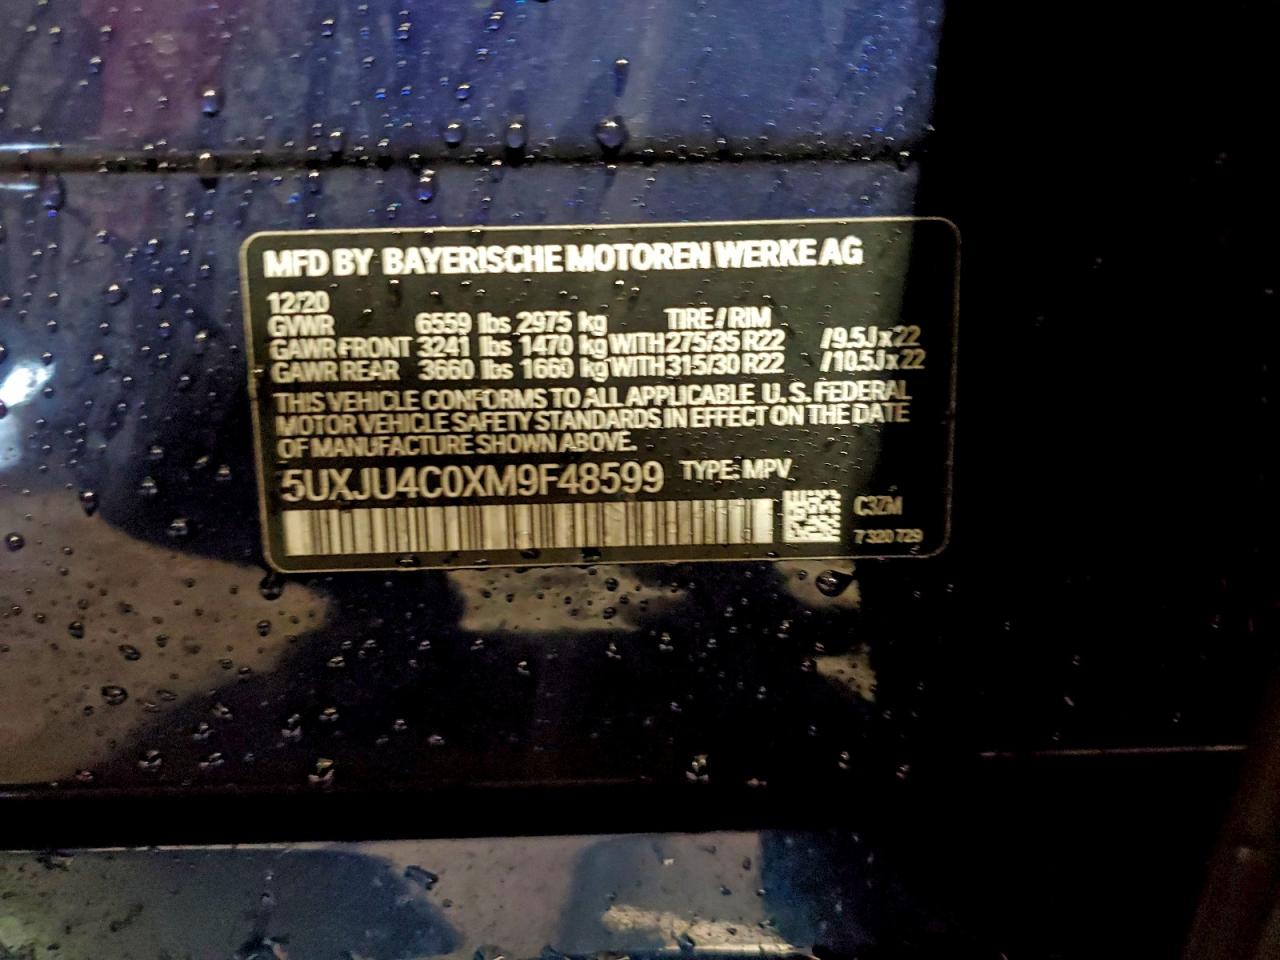 MFD BY BAYERISCHE MOTOREN WERKE AG
12/20
GVWR 6559 lbs 2975 kg TIRE / RIM
GAWR FRONT 3241 lbs 1470 kg WITH 275/35 R22 /9.5J x 22
GAWR REAR 3660 lbs 1660 kg WITH 315/30 R22 /10.5J x 22
THIS VEHICLE CONFORMS TO ALL APPLICABLE U.S. FEDERAL
MOTOR VEHICLE SAFETY STANDARDS IN EFFECT ON THE DATE
OF MANUFACTURE SHOWN ABOVE.
5UXJU4C0XM9F48599 TYPE: MPV
C3ZM
7 320 729